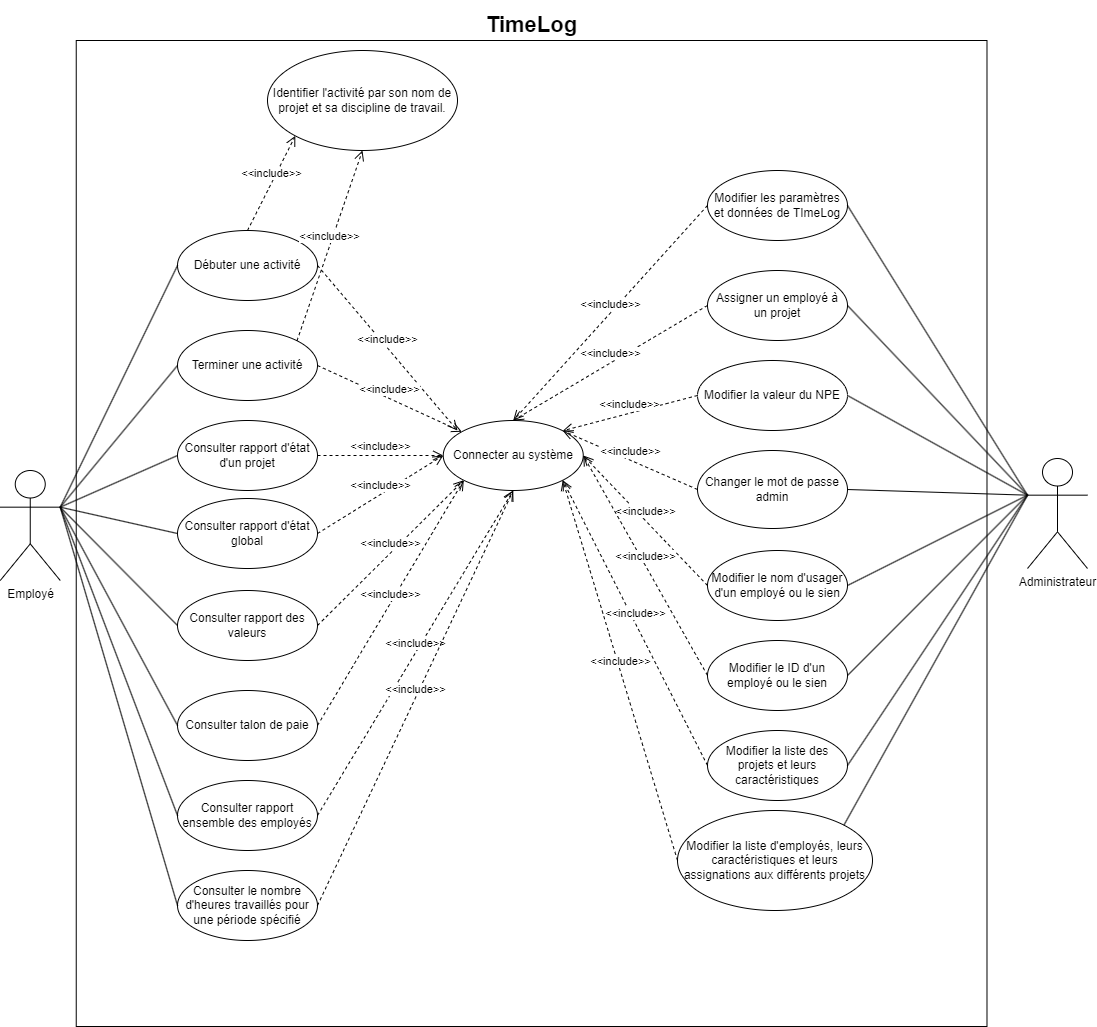 TimeLog
Identifier l'activité par son nom de
projet et sa discipline de travail.
<<include>>
<<include>>
Débuter une activité
<<include>>
Terminer une activité
<<include>>
Consulter rapport d'état
d'un projet
<<include>>
Consulter rapport d'état
global
<<include>>
Consulter rapport des
valeurs
<<include>>
Consulter talon de paie
<<include>>
Consulter rapport
ensemble des employés
<<include>>
Consulter le nombre
d'heures travaillés pour
une période spécifié
<<include>>
Employé
Connecter au système
Modifier les paramètres
et données de TImeLog
<<include>>
Assigner un employé à
un projet
<<include>>
Modifier la valeur du NPE
<<include>>
Changer le mot de passe
admin
<<include>>
Modifier le nom d'usager
d'un employé ou le sien
<<include>>
Modifier le ID d'un
employé ou le sien
<<include>>
Modifier la liste des
projets et leurs
caractéristiques
<<include>>
Modifier la liste d'employés, leurs
caractéristiques et leurs
assignations aux différents projets
<<include>>
Administrateur